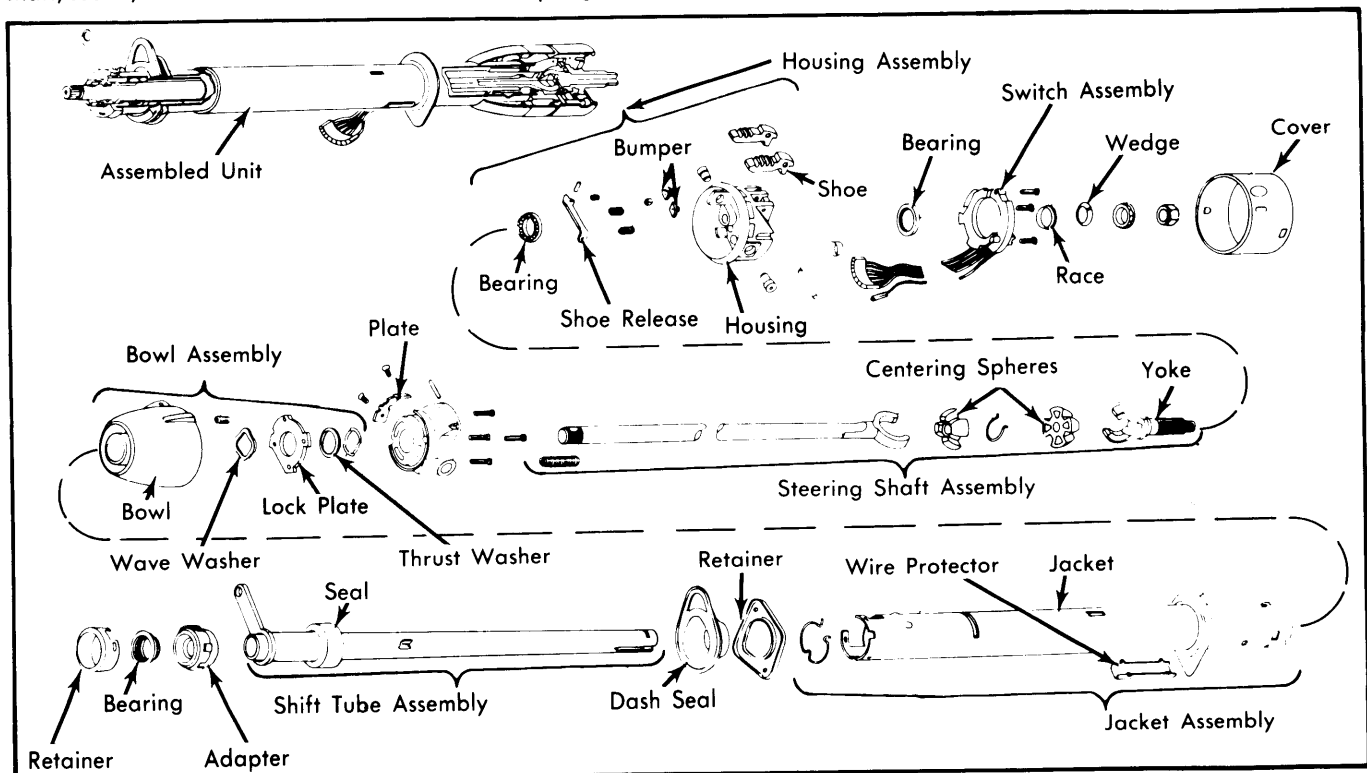 Housing Assembly
Switch Assembly
Cover
Bearing
Wedge
Bumper
Assembled Unit
Shoe
Bearing
Race
Shoe Release
Housing
Plate
Bowl Assembly
Centering Spheres
Yoke
Steering Shaft Assembly
Bowl
Lock Plate
Wave Washer
Thrust Washer
Retainer
Wire Protector
Jacket
Seal
Bearing
Shift Tube Assembly
Dash Seal
Jacket Assembly
Retainer
Adapter